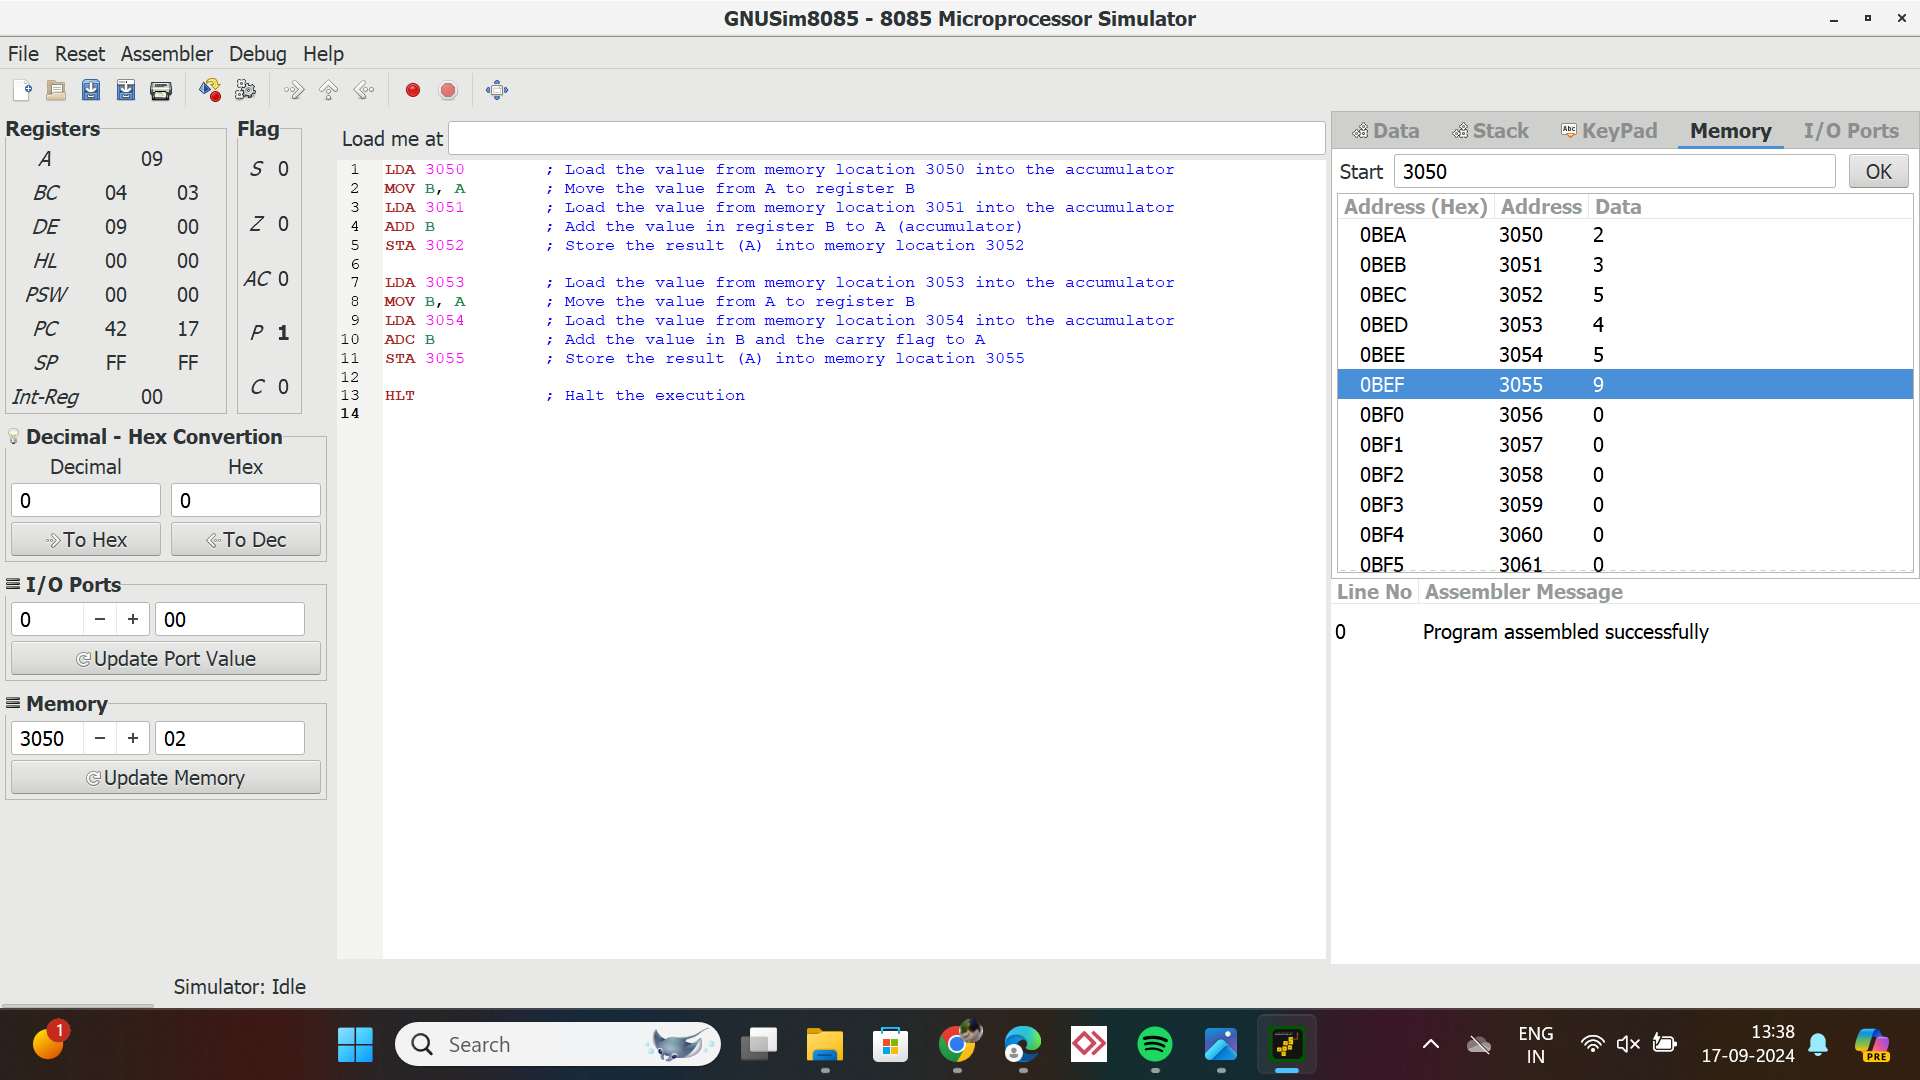 GNUSim8085 - 8085 Microprocessor Simulator
File Reset Assembler Debug Help
Registers
A 09
BC 04 03
DE 09 00
HL 00 00
PSW 00 00
PC 42 17
SP FF FF
Int-Reg 00
Flag
S 0
Z 0
AC 0
P 1
C 0
Decimal - Hex Convertion
Decimal Hex
0 0
To Hex To Dec
I/O Ports
0 − + 00
Update Port Value
Memory
3050 − + 02
Update Memory
Simulator: Idle
Load me at
1 LDA 3050 ; Load the value from memory location 3050 into the accumulator
2 MOV B, A ; Move the value from A to register B
3 LDA 3051 ; Load the value from memory location 3051 into the accumulator
4 ADD B ; Add the value in register B to A (accumulator)
5 STA 3052 ; Store the result (A) into memory location 3052
6
7 LDA 3053 ; Load the value from memory location 3053 into the accumulator
8 MOV B, A ; Move the value from A to register B
9 LDA 3054 ; Load the value from memory location 3054 into the accumulator
10 ADC B ; Add the value in B and the carry flag to A
11 STA 3055 ; Store the result (A) into memory location 3055
12
13 HLT ; Halt the execution
14
Data Stack Abc KeyPad Memory I/O Ports
Start 3050 OK
Address (Hex) Address Data
0BEA 3050 2
0BEB 3051 3
0BEC 3052 5
0BED 3053 4
0BEE 3054 5
0BEF 3055 9
0BF0 3056 0
0BF1 3057 0
0BF2 3058 0
0BF3 3059 0
0BF4 3060 0
0BF5 3061 0
Line No Assembler Message
0 Program assembled successfully
1
Search
ENG
IN
13:38
17-09-2024
PRE